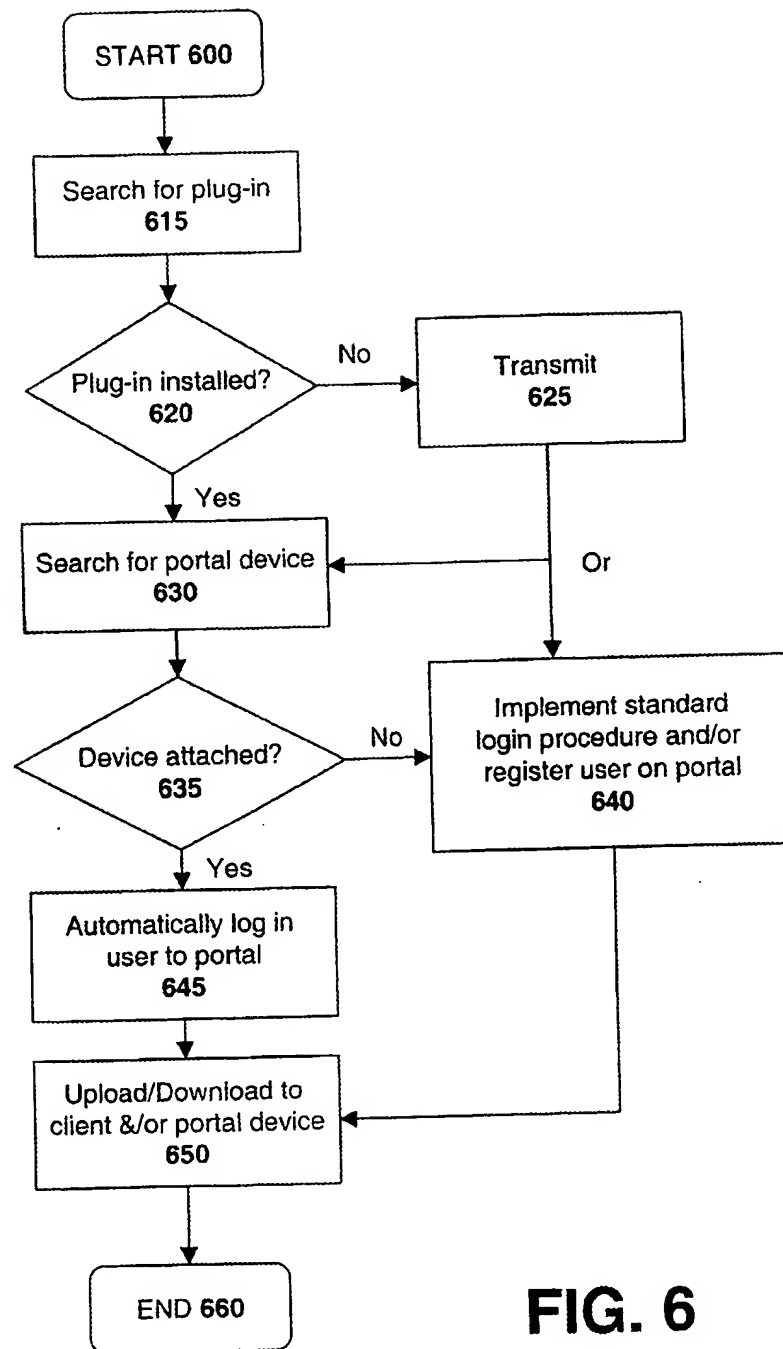 START 600
Search for plug-in
615
Plug-in installed?
620
No
Transmit
625
Yes
Search for portal device
630
Or
Device attached?
635
No
Implement standard
login procedure and/or
register user on portal
640
Yes
Automatically log in
user to portal
645
Upload/Download to
client &/or portal device
650
END 660
FIG. 6